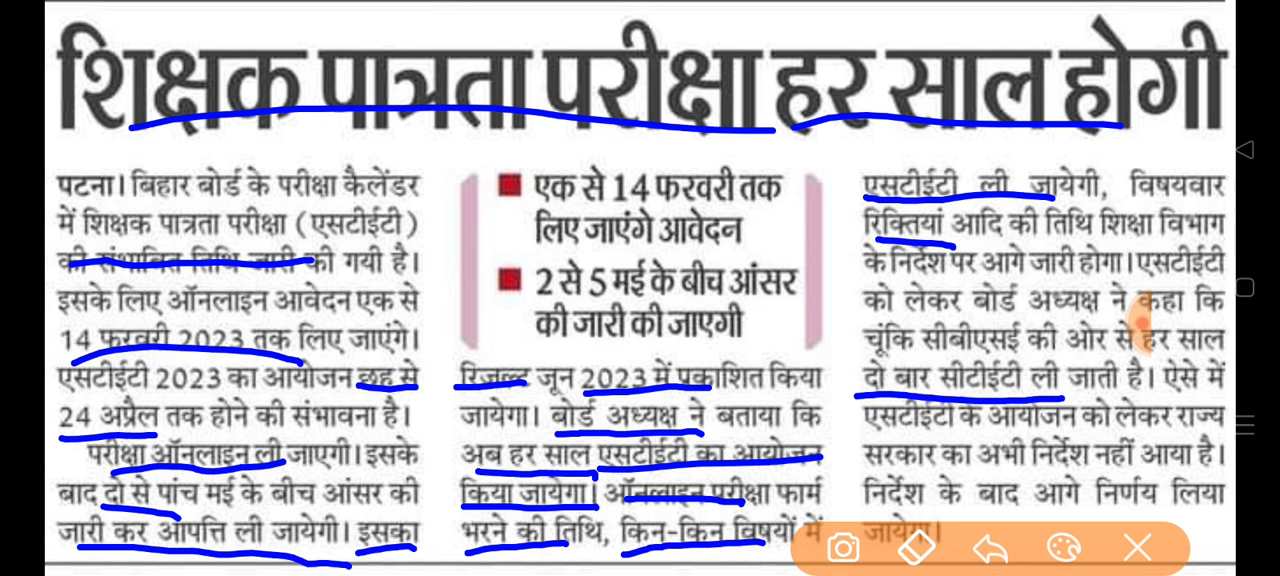 शिक्षक पात्रता परीक्षा हर साल होगी
पटना। बिहार बोर्ड के परीक्षा कैलेंडर
में शिक्षक पात्रता परीक्षा (एसटीईटी)
की संभावित तिथि जारी की गयी है।
इसके लिए ऑनलाइन आवेदन एक से
14 फरवरी 2023 तक लिए जाएंगे।
एसटीईटी 2023 का आयोजन छह से
24 अप्रैल तक होने की संभावना है।
परीक्षा ऑनलाइन ली जाएगी। इसके
बाद दो से पांच मई के बीच आंसर की
जारी कर आपत्ति ली जायेगी। इसका
एक से 14 फरवरी तक
लिए जाएंगे आवेदन
2 से 5 मई के बीच आंसर
की जारी की जाएगी
रिजल्ट जून 2023 में प्रकाशित किया
जायेगा। बोर्ड अध्यक्ष ने बताया कि
अब हर साल एसटीईटी का आयोजन
किया जायेगा। ऑनलाइन परीक्षा फार्म
भरने की तिथि, किन-किन विषयों में
एसटीईटी ली जायेगी, विषयवार
रिक्तियां आदि की तिथि शिक्षा विभाग
के निर्देश पर आगे जारी होगा। एसटीईटी
को लेकर बोर्ड अध्यक्ष ने कहा कि
चूंकि सीबीएसई की ओर से हर साल
दो बार सीटीईटी ली जाती है। ऐसे में
एसटीईटी के आयोजन को लेकर राज्य
सरकार का अभी निर्देश नहीं आया है।
निर्देश के बाद आगे निर्णय लिया
जायेगा।